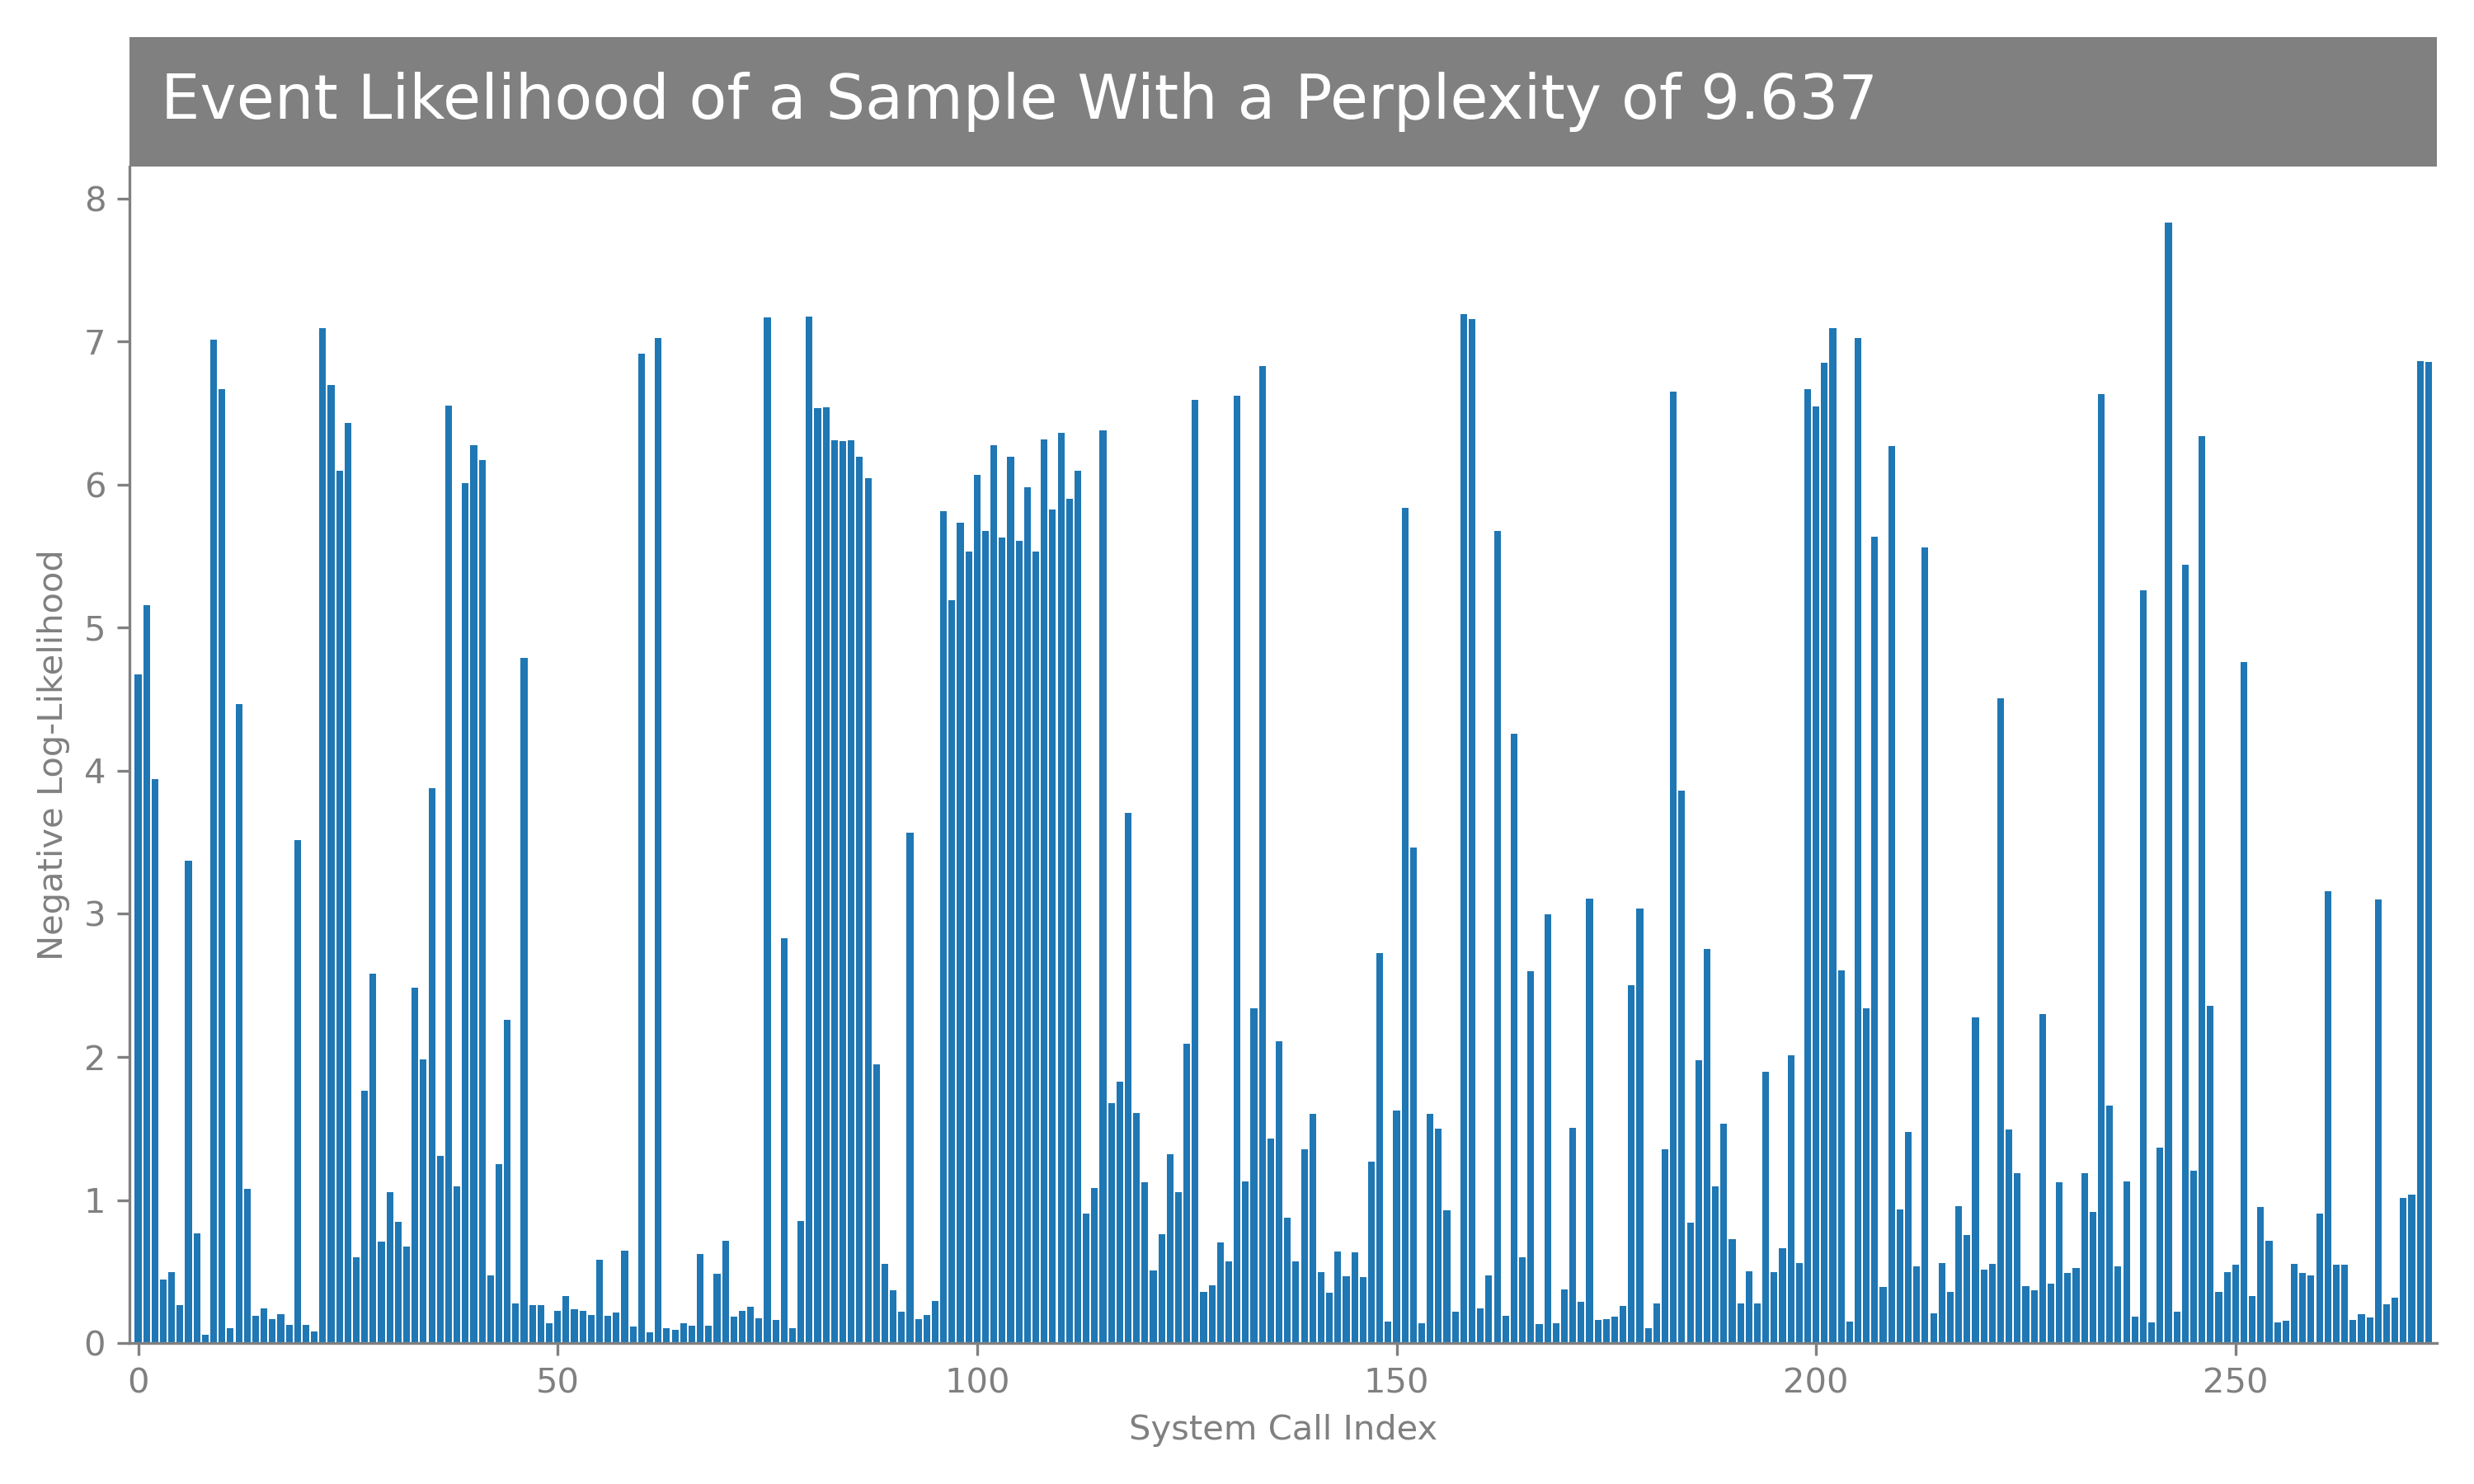 Event Likelihood of a Sample With a Perplexity of 9.637
8
7
6
5
4
3
2
1
0
Negative Log-Likelihood
0 50 100 150 200 250
System Call Index